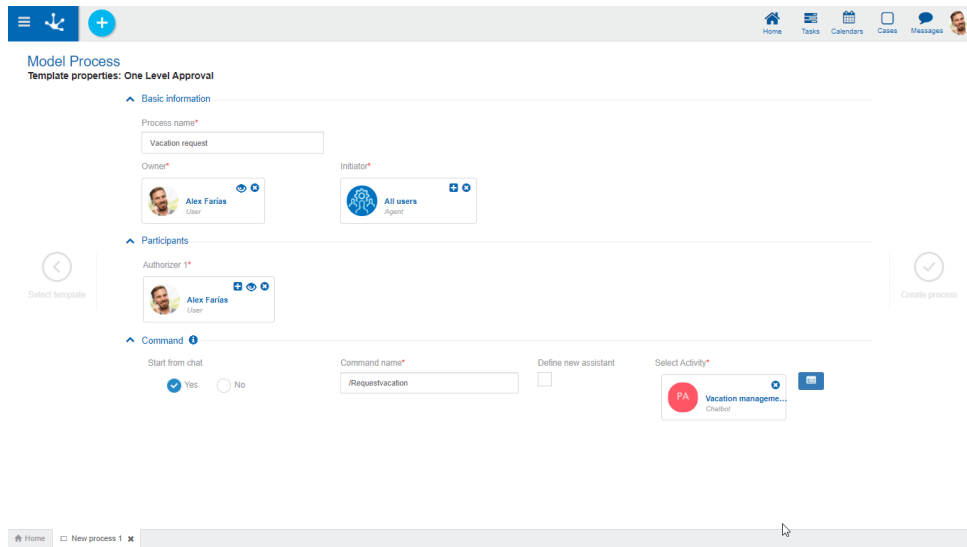 Home Tasks Calendars Cases Messages
Model Process
Template properties: One Level Approval
Basic information
Process name*
Vacation request
Owner* Initiator*
Alex Farías
User
All users
Agent
Participants
Authorizer 1*
Alex Farías
User
Select template
Create process
Command
Start from chat Command name* Define new assistant Select Activity*
Yes No
/Requestvacation
PA
Vacation manageme...
Chatbot
Home New process 1